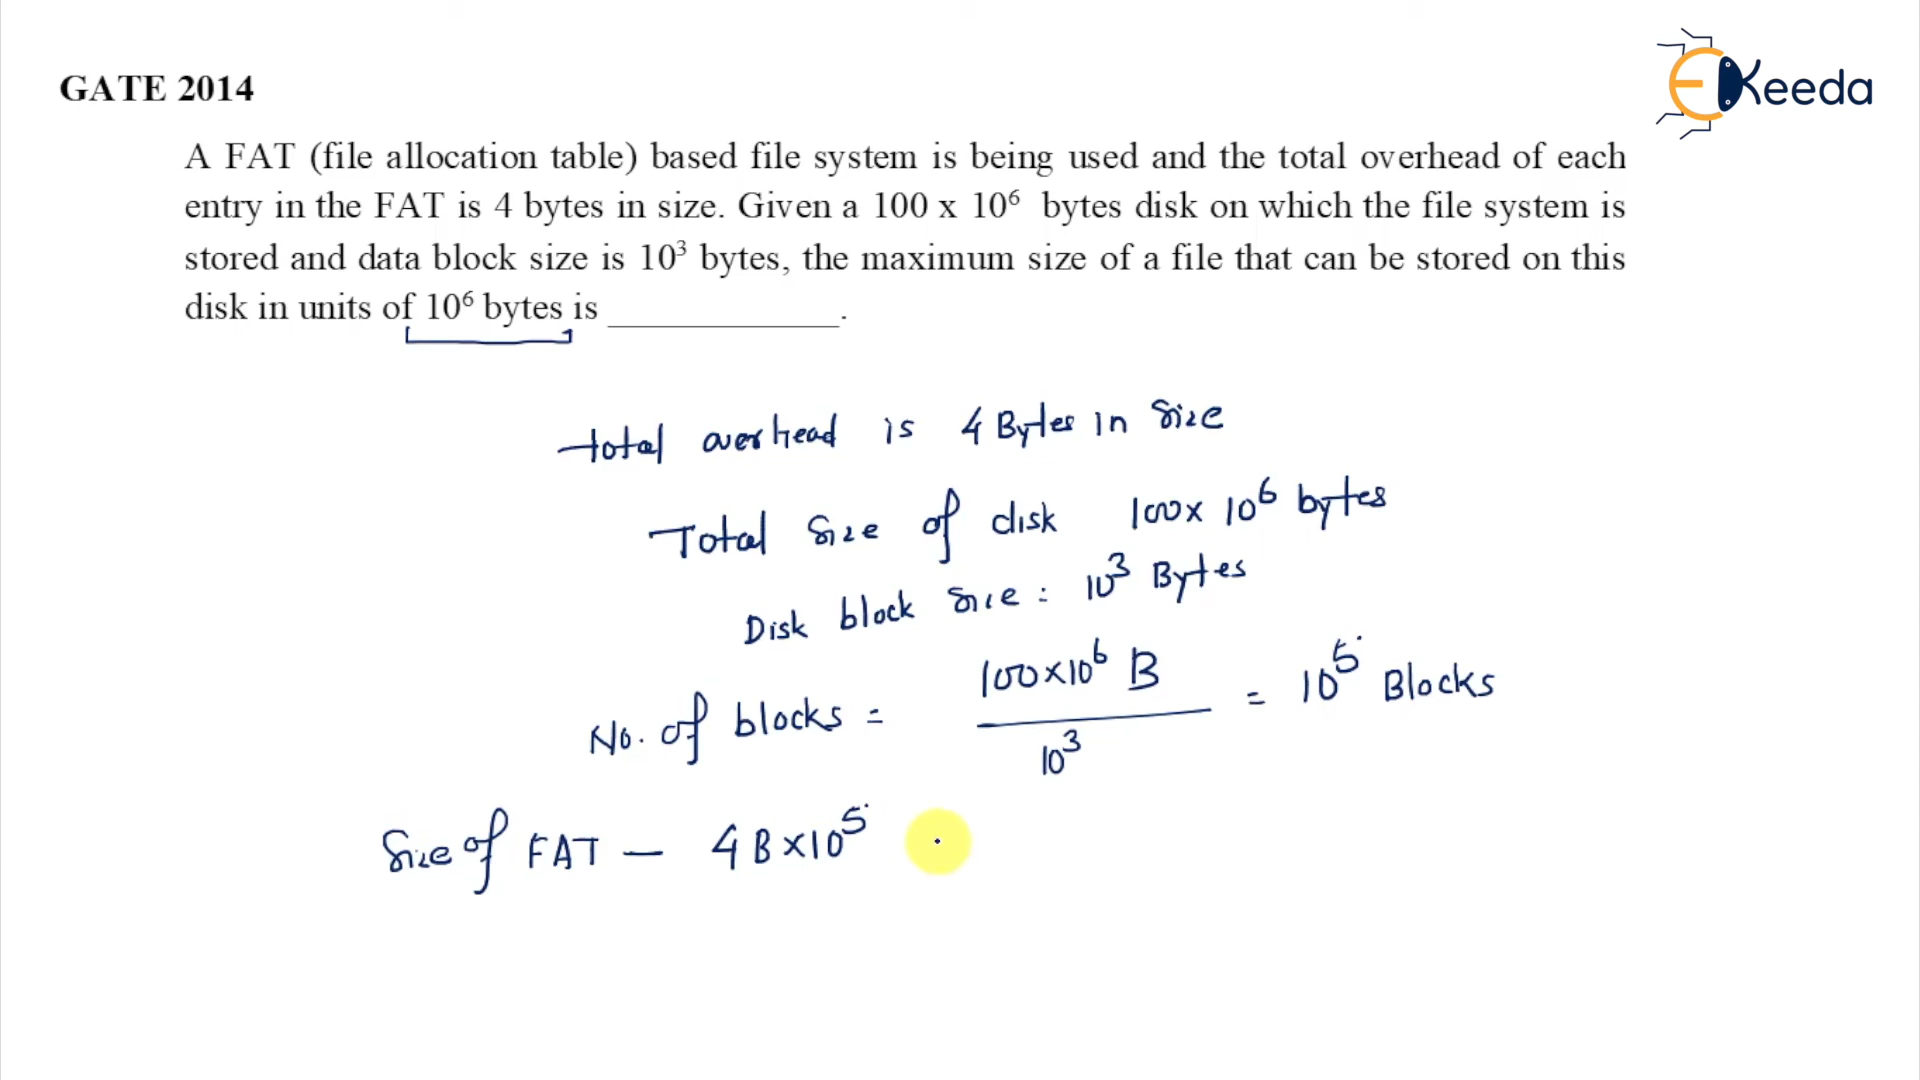 GATE 2014
EKeeda
A FAT (file allocation table) based file system is being used and the total overhead of each
entry in the FAT is 4 bytes in size. Given a 100 x 10⁶ bytes disk on which the file system is
stored and data block size is 10³ bytes, the maximum size of a file that can be stored on this
disk in units of 10⁶ bytes is ____________.
Total overhead is 4 Bytes in Size
Total Size of disk 100x 10⁶ bytes
Disk block Size : 10³ Bytes
No. of blocks = 100x10⁶ B / 10³ = 10⁵ Blocks
Size of FAT — 4 B x10⁵